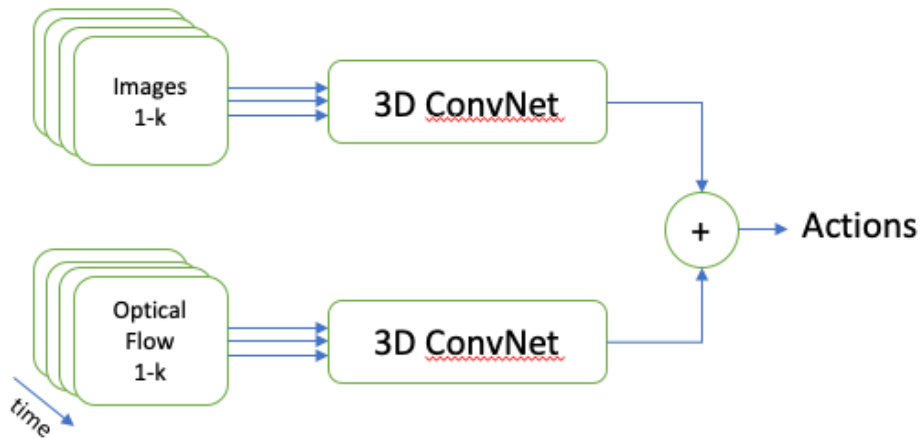 Images
1-k
3D ConvNet
+
Actions
Optical
Flow
1-k
3D ConvNet
time